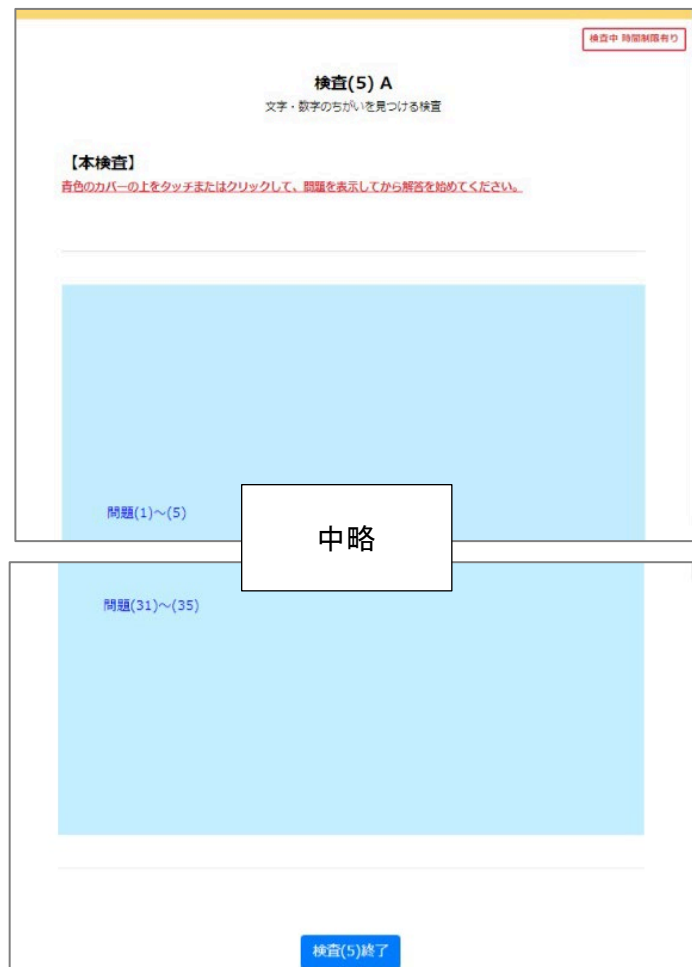 検査中 時間制限有り
検査(5) A
文字・数字のちがいを見つける検査
【本検査】
青色のカバーの上をタッチまたはクリックして、問題を表示してから解答を始めてください。
問題(1)～(5)
中略
問題(31)～(35)
検査(5)終了